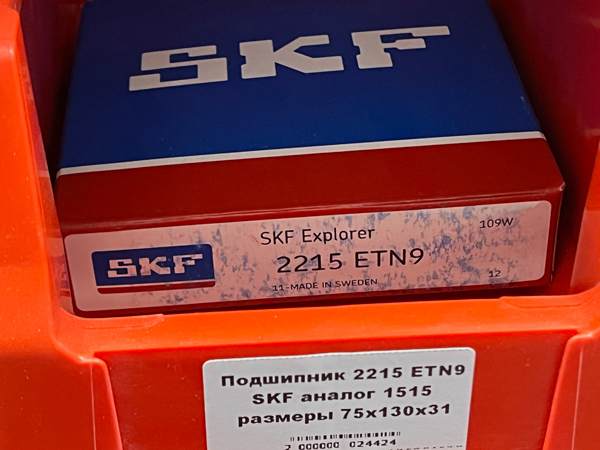 SKF
SKF Explorer
109W
SKF
2215 ETN9
11-MADE IN SWEDEN
12
Подшипник 2215 ETN9
SKF аналог 1515
размеры 75x130x31
2 000000 024424